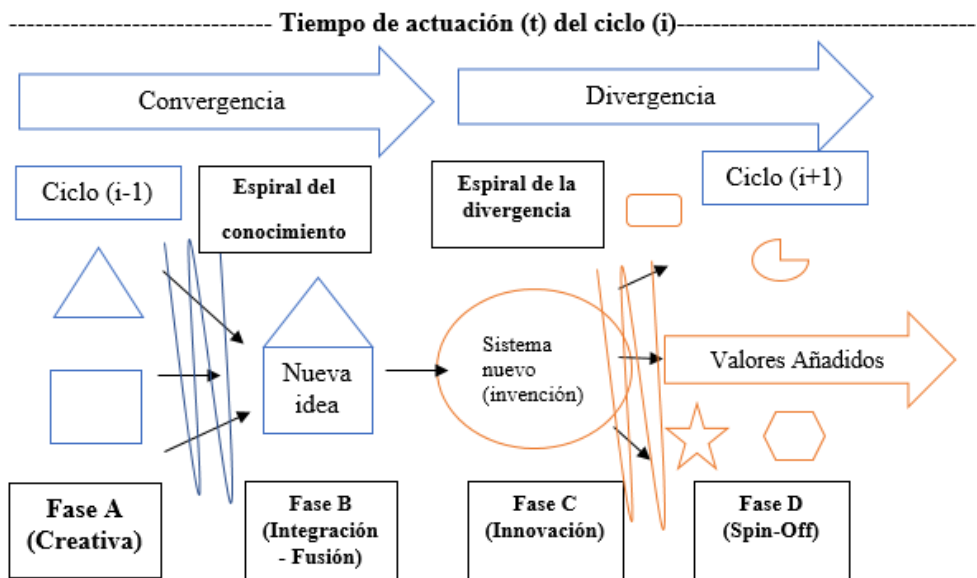 Tiempo de actuación (t) del ciclo (i)
Convergencia
Divergencia
Ciclo (i-1)
Espiral del
conocimiento
Espiral de la
divergencia
Ciclo (i+1)
Nueva
idea
Sistema
nuevo
(invención)
Valores Añadidos
Fase A
(Creativa)
Fase B
(Integración
- Fusión)
Fase C
(Innovación)
Fase D
(Spin-Off)